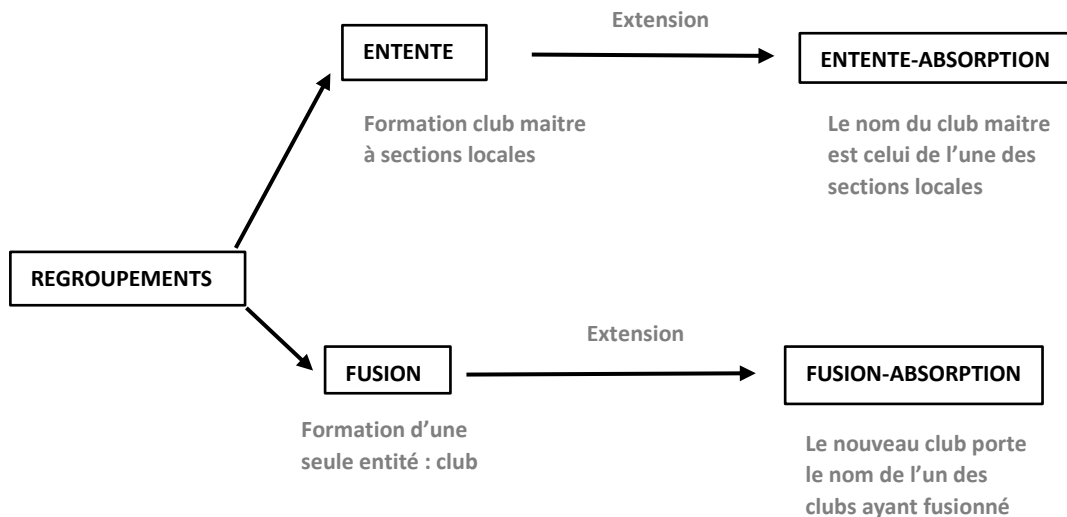 Extension
ENTENTE
ENTENTE-ABSORPTION
Formation club maitre
à sections locales
Le nom du club maitre
est celui de l’une des
sections locales
REGROUPEMENTS
Extension
FUSION
FUSION-ABSORPTION
Formation d’une
seule entité : club
Le nouveau club porte
le nom de l’un des
clubs ayant fusionné